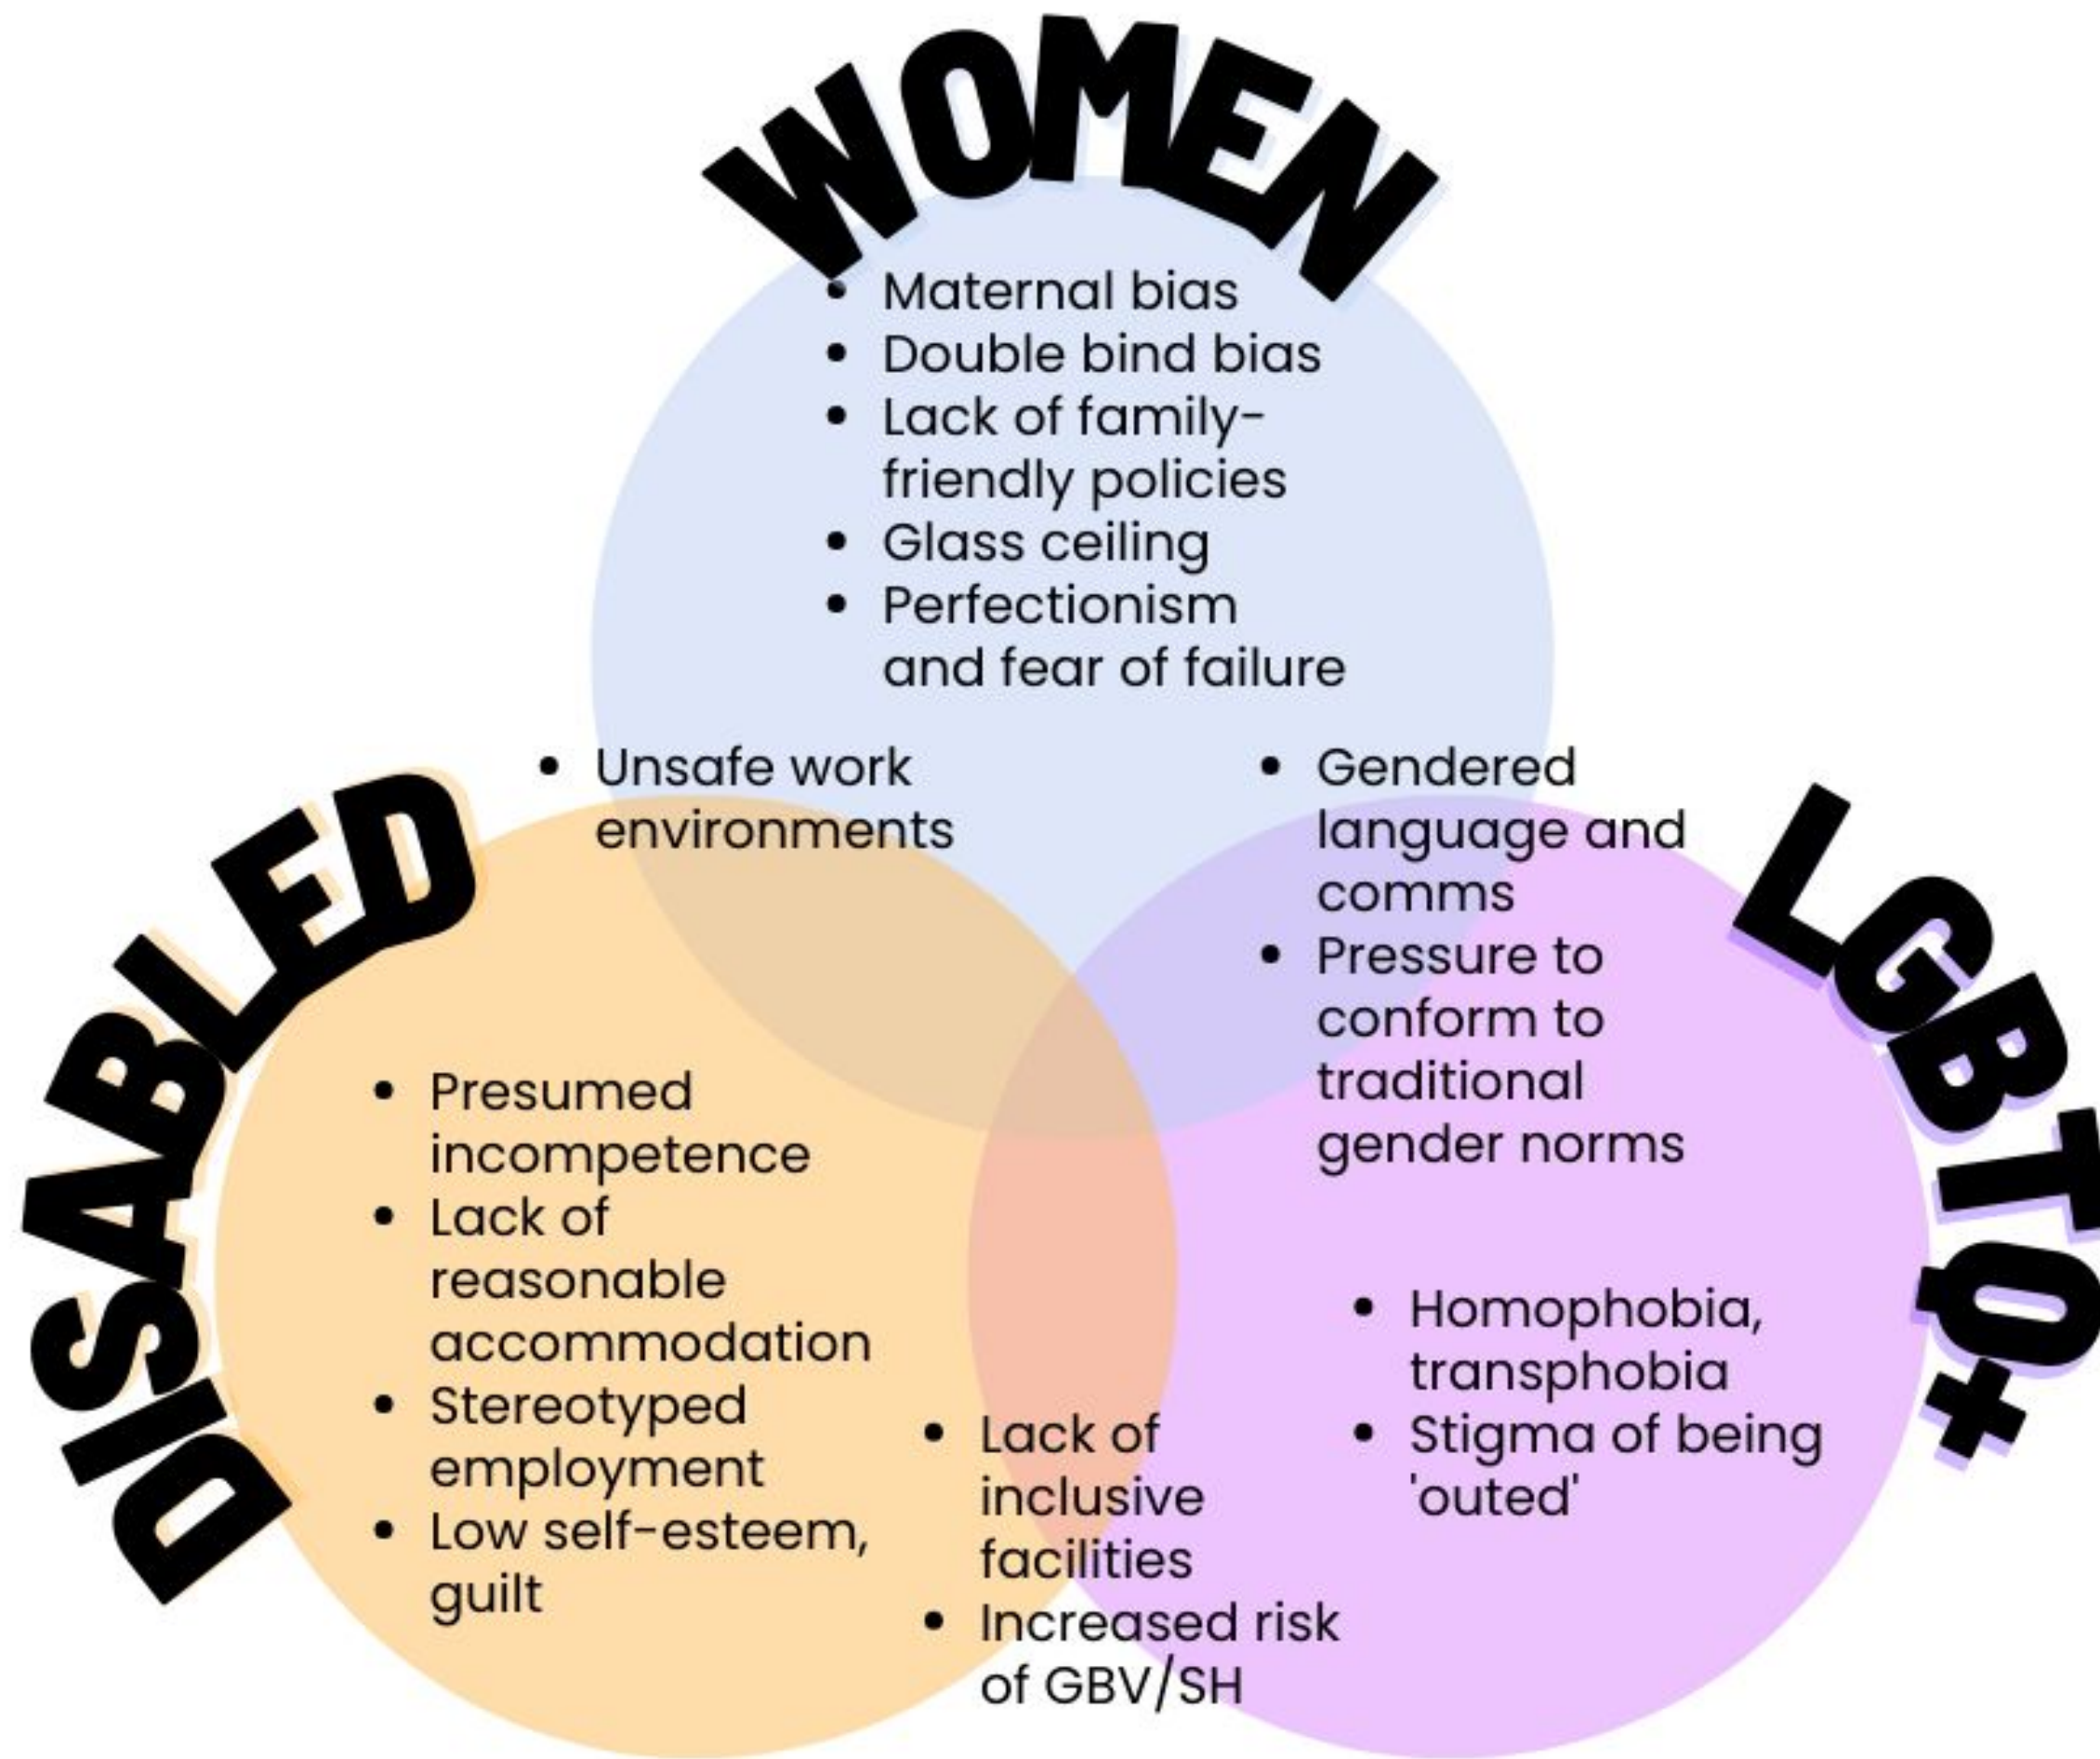 WOMEN
Maternal bias
Double bind bias
Lack of family-
friendly policies
Glass ceiling
Perfectionism
and fear of failure
Unsafe work
environments
Gendered
language and
comms
Pressure to
conform to
traditional
gender norms
DISABLED
Presumed
incompetence
Lack of
reasonable
accommodation
Stereotyped
employment
Low self-esteem,
guilt
Lack of
inclusive
facilities
Increased risk
of GBV/SH
LGBTQ+
Homophobia,
transphobia
Stigma of being
'outed'